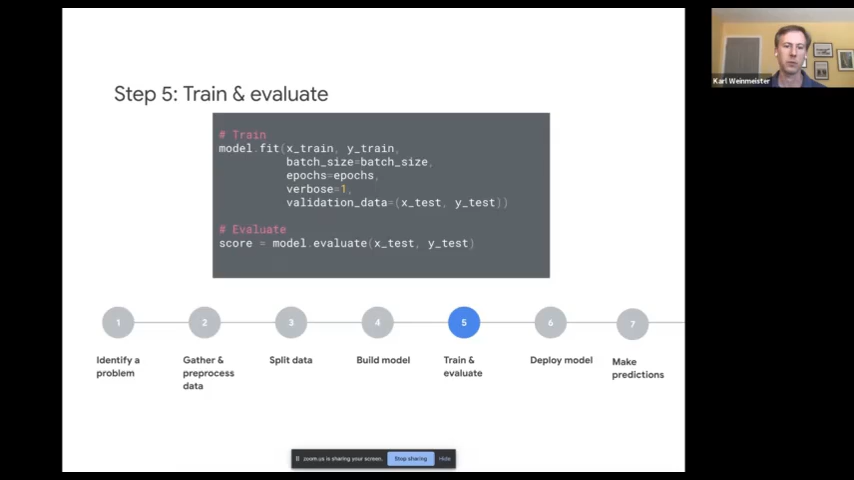 Karl Weinmeister
Step 5: Train & evaluate
# Train
model.fit(x_train, y_train,
batch_size=batch_size,
epochs=epochs,
verbose=1,
validation_data=(x_test, y_test))
# Evaluate
score = model.evaluate(x_test, y_test)
1 2 3 4 5 6 7
Identify a
problem
Gather &
preprocess
data
Split data
Build model
Train &
evaluate
Deploy model
Make
predictions
zoom.us is sharing your screen. Stop sharing Hide